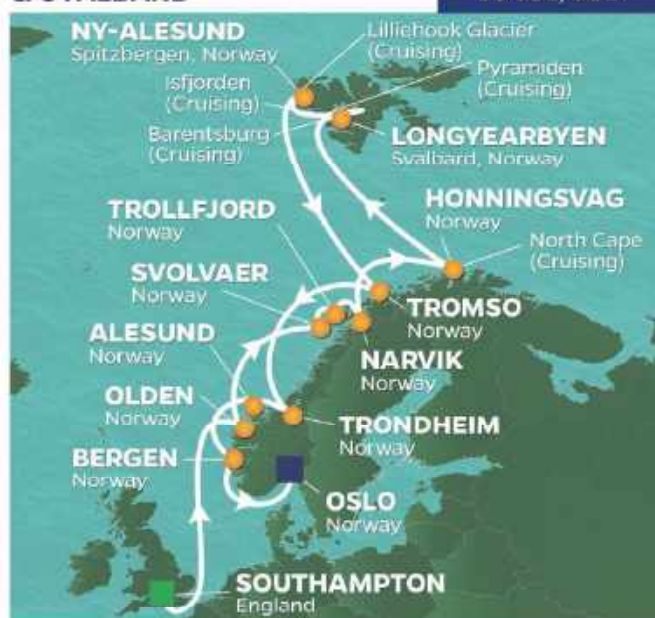 & SVALBARD
NY-ALESUND
Spitzbergen, Norway
Lilliehook Glacier
(Cruising)
Isfjorden
(Cruising)
Pyramiden
(Cruising)
Barentsburg
(Cruising)
LONGYEARBYEN
Svalbard, Norway
HONNINGSVAG
Norway
TROLLFJORD
Norway
North Cape
(Cruising)
SVOLVAER
Norway
TROMSO
Norway
ALESUND
Norway
NARVIK
Norway
OLDEN
Norway
TRONDHEIM
Norway
BERGEN
Norway
OSLO
Norway
SOUTHAMPTON
England